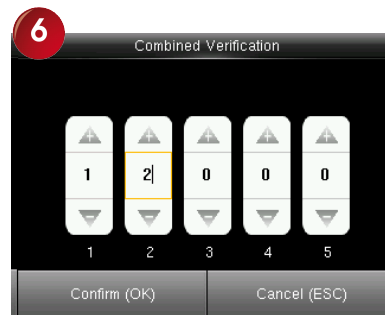 6
Combined Verification
1 2 0 0 0
1 2 3 4 5
Confirm (OK) Cancel (ESC)